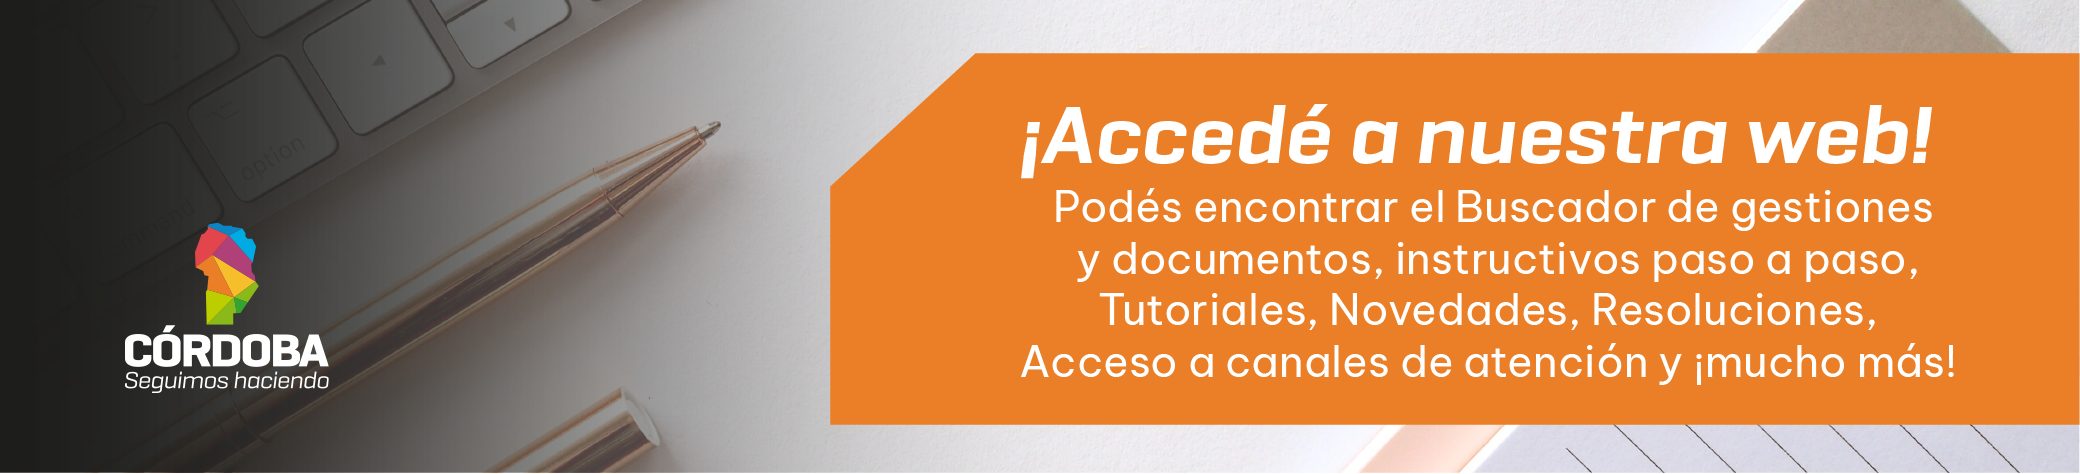 option
¡Accedé a nuestra web!
Podés encontrar el Buscador de gestiones
y documentos, instructivos paso a paso,
Tutoriales, Novedades, Resoluciones,
Acceso a canales de atención y ¡mucho más!
CÓRDOBA
Seguimos haciendo